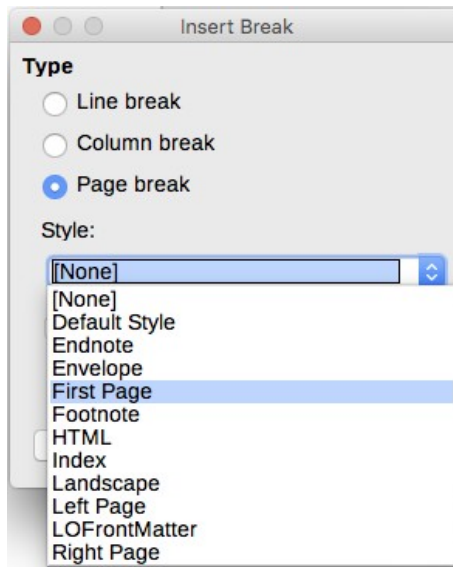 Insert Break
Type
Line break
Column break
Page break
Style:
[None]
[None]
Default Style
Endnote
Envelope
First Page
Footnote
HTML
Index
Landscape
Left Page
LOFrontMatter
Right Page